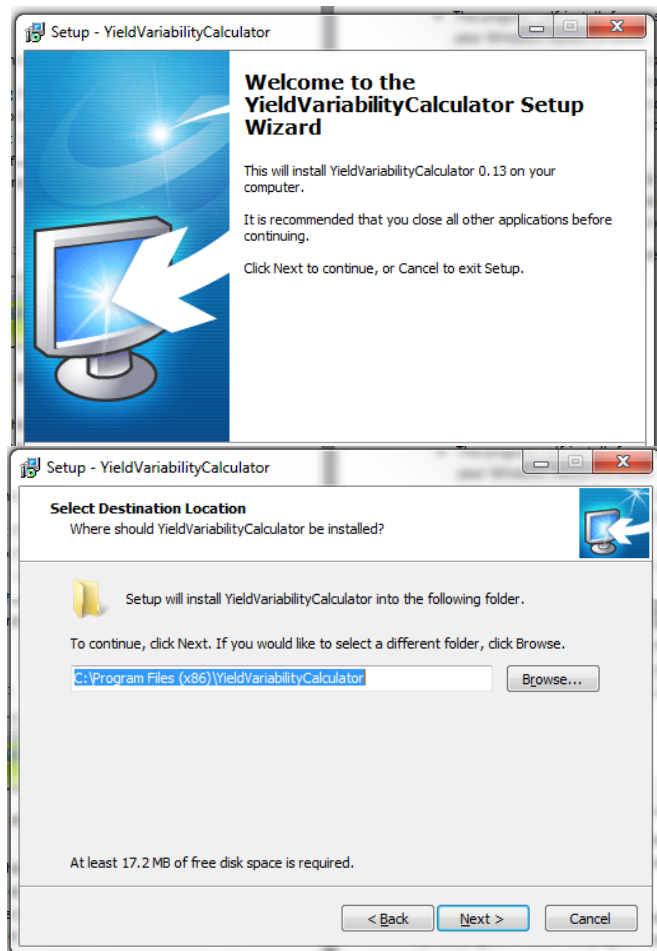 Setup - YieldVariabilityCalculator
Welcome to the
YieldVariabilityCalculator Setup
Wizard
This will install YieldVariabilityCalculator 0.13 on your
computer.
It is recommended that you close all other applications before
continuing.
Click Next to continue, or Cancel to exit Setup.
Setup - YieldVariabilityCalculator
Select Destination Location
Where should YieldVariabilityCalculator be installed?
Setup will install YieldVariabilityCalculator into the following folder.
To continue, click Next. If you would like to select a different folder, click Browse.
C:\Program Files (x86)\YieldVariabilityCalculator
Browse...
At least 17.2 MB of free disk space is required.
< Back
Next >
Cancel